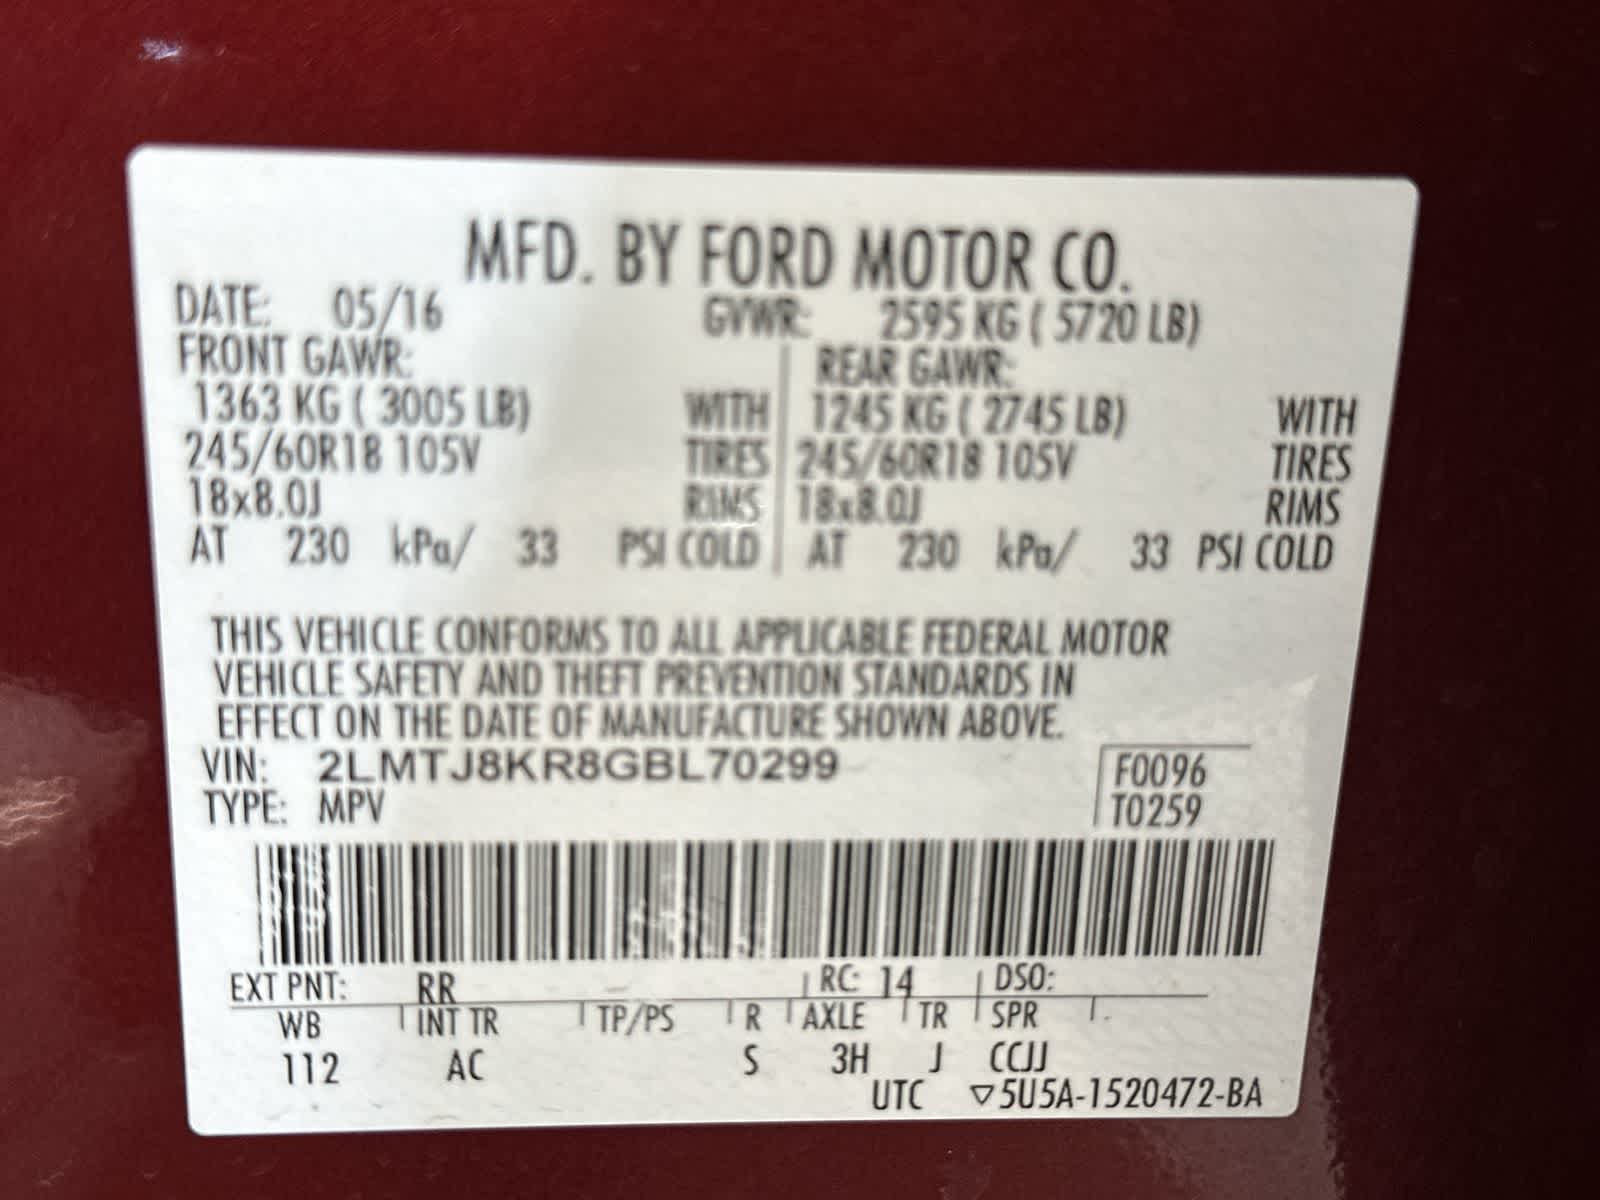 MFD. BY FORD MOTOR CO.
DATE: 05/16 GVWR: 2595 KG ( 5720 LB)
FRONT GAWR: REAR GAWR:
1363 KG ( 3005 LB) WITH 1245 KG ( 2745 LB) WITH
245/60R18 105V TIRES 245/60R18 105V TIRES
18x8.0J RIMS 18x8.0J RIMS
AT 230 kPa/ 33 PSI COLD AT 230 kPa/ 33 PSI COLD
THIS VEHICLE CONFORMS TO ALL APPLICABLE FEDERAL MOTOR
VEHICLE SAFETY AND THEFT PREVENTION STANDARDS IN
EFFECT ON THE DATE OF MANUFACTURE SHOWN ABOVE.
VIN: 2LMTJ8KR8GBL70299 F0096
TYPE: MPV T0259
EXT PNT: RR RC: 14 DSO:
WB INT TR TP/PS R AXLE TR SPR
112 AC S 3H J CCJJ
UTC ▽5U5A-1520472-BA